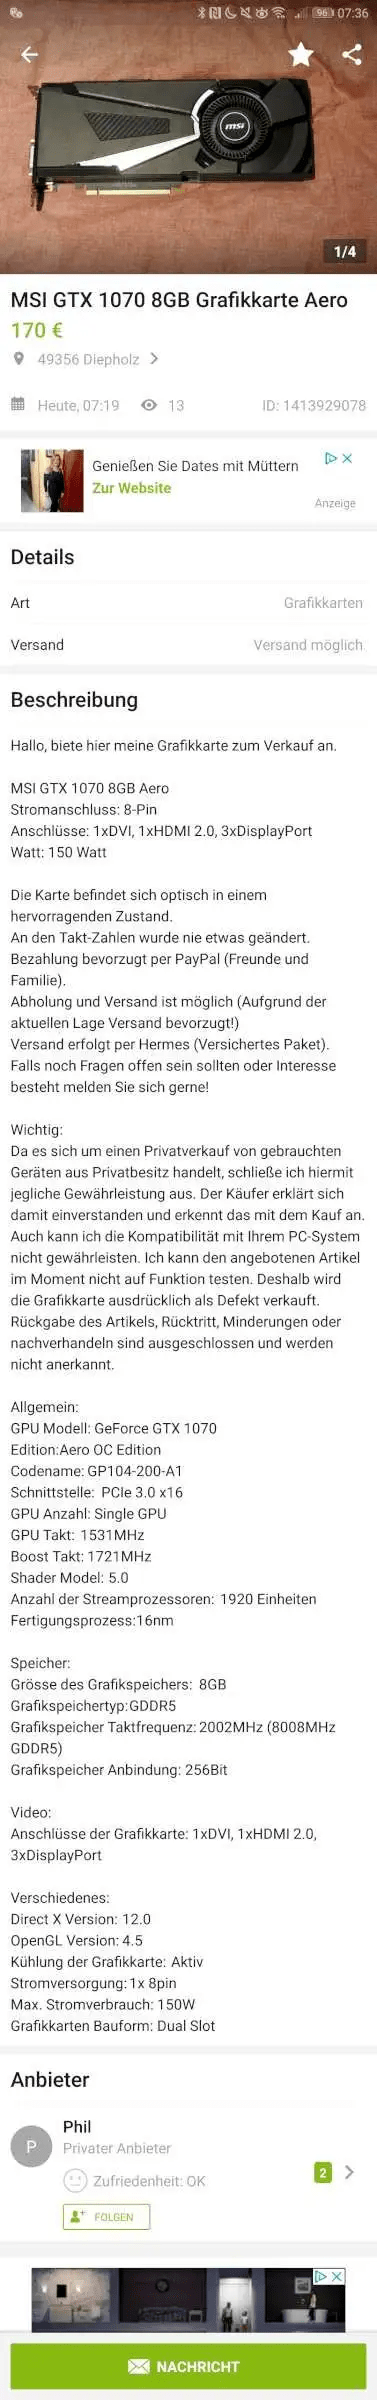 96 07:36
msi
1/4
MSI GTX 1070 8GB Grafikkarte Aero
170 €
49356 Diepholz
Heute, 07:19 13 ID: 1413929078
Genießen Sie Dates mit Müttern
Zur Website
Anzeige
Details
Art Grafikkarten
Versand Versand möglich
Beschreibung
Hallo, biete hier meine Grafikkarte zum Verkauf an.
MSI GTX 1070 8GB Aero
Stromanschluss: 8-Pin
Anschlüsse: 1xDVI, 1xHDMI 2.0, 3xDisplayPort
Watt: 150 Watt
Die Karte befindet sich optisch in einem
hervorragenden Zustand.
An den Takt-Zahlen wurde nie etwas geändert.
Bezahlung bevorzugt per PayPal (Freunde und
Familie).
Abholung und Versand ist möglich (Aufgrund der
aktuellen Lage Versand bevorzugt!)
Versand erfolgt per Hermes (Versichertes Paket).
Falls noch Fragen offen sein sollten oder Interesse
besteht melden Sie sich gerne!
Wichtig:
Da es sich um einen Privatverkauf von gebrauchten
Geräten aus Privatbesitz handelt, schließe ich hiermit
jegliche Gewährleistung aus. Der Käufer erklärt sich
damit einverstanden und erkennt das mit dem Kauf an.
Auch kann ich die Kompatibilität mit Ihrem PC-System
nicht gewährleisten. Ich kann den angebotenen Artikel
im Moment nicht auf Funktion testen. Deshalb wird
die Grafikkarte ausdrücklich als Defekt verkauft.
Rückgabe des Artikels, Rücktritt, Minderungen oder
nachverhandeln sind ausgeschlossen und werden
nicht anerkannt.
Allgemein:
GPU Modell: GeForce GTX 1070
Edition:Aero OC Edition
Codename: GP104-200-A1
Schnittstelle: PCIe 3.0 x16
GPU Anzahl: Single GPU
GPU Takt: 1531MHz
Boost Takt: 1721MHz
Shader Model: 5.0
Anzahl der Streamprozessoren: 1920 Einheiten
Fertigungsprozess:16nm
Speicher:
Grösse des Grafikspeichers: 8GB
Grafikspeichertyp:GDDR5
Grafikspeicher Taktfrequenz: 2002MHz (8008MHz
GDDR5)
Grafikspeicher Anbindung: 256Bit
Video:
Anschlüsse der Grafikkarte: 1xDVI, 1xHDMI 2.0,
3xDisplayPort
Verschiedenes:
Direct X Version: 12.0
OpenGL Version: 4.5
Kühlung der Grafikkarte: Aktiv
Stromversorgung: 1x 8pin
Max. Stromverbrauch: 150W
Grafikkarten Bauform: Dual Slot
Anbieter
P Phil
Privater Anbieter
Zufriedenheit: OK 2
FOLGEN
NACHRICHT